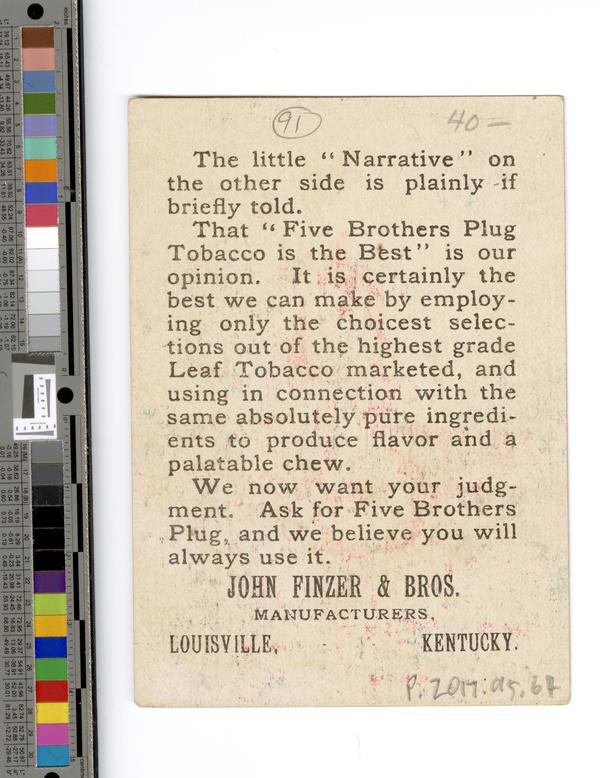 91
40=
The little "Narrative" on
the other side is plainly if
briefly told.
That "Five Brothers Plug
Tobacco is the Best" is our
opinion. It is certainly the
best we can make by employ-
ing only the choicest selec-
tions out of the highest grade
Leaf Tobacco marketed, and
using in connection with the
same absolutely pure ingredi-
ents to produce flavor and a
palatable chew.
We now want your judg-
ment. Ask for Five Brothers
Plug, and we believe you will
always use it.
JOHN FINZER & BROS.
MANUFACTURERS,
LOUISVILLE, KENTUCKY.